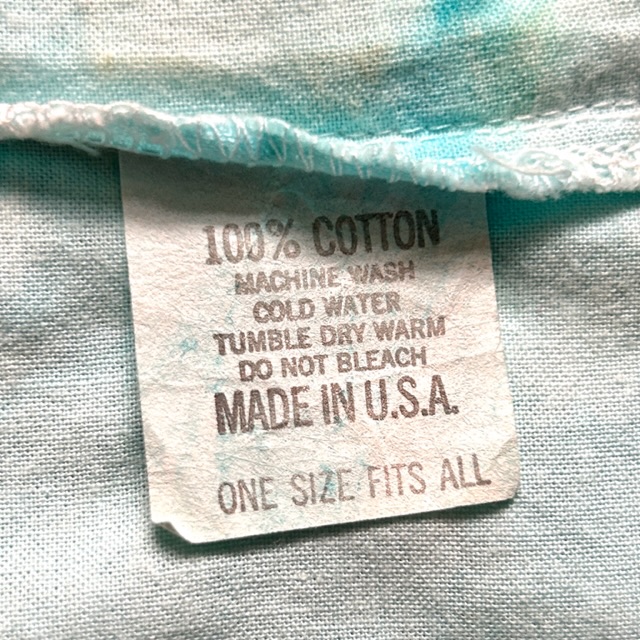 100% COTTON
MACHINE WASH
COLD WATER
TUMBLE DRY WARM
DO NOT BLEACH
MADE IN U.S.A.
ONE SIZE FITS ALL